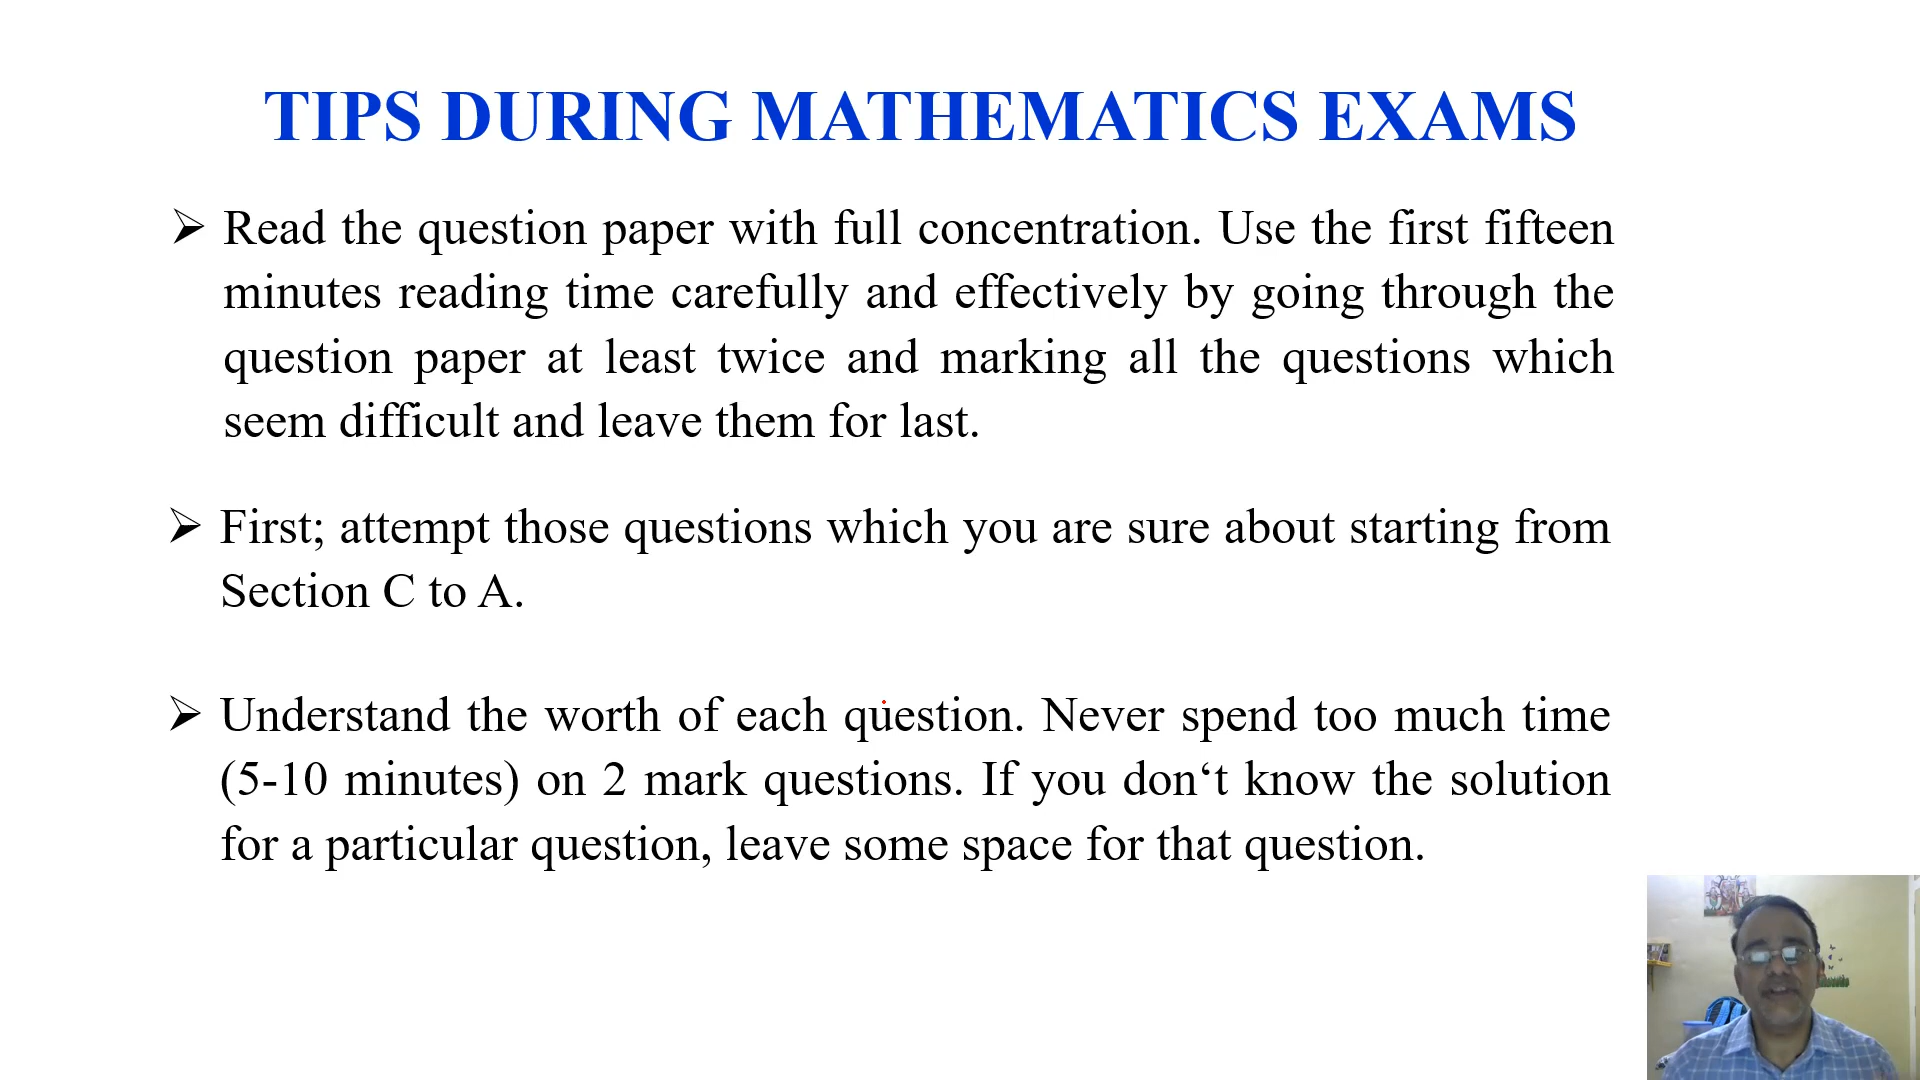 TIPS DURING MATHEMATICS EXAMS
➢ Read the question paper with full concentration. Use the first fifteen
minutes reading time carefully and effectively by going through the
question paper at least twice and marking all the questions which
seem difficult and leave them for last.
➢ First; attempt those questions which you are sure about starting from
Section C to A.
➢ Understand the worth of each question. Never spend too much time
(5-10 minutes) on 2 mark questions. If you don‘t know the solution
for a particular question, leave some space for that question.